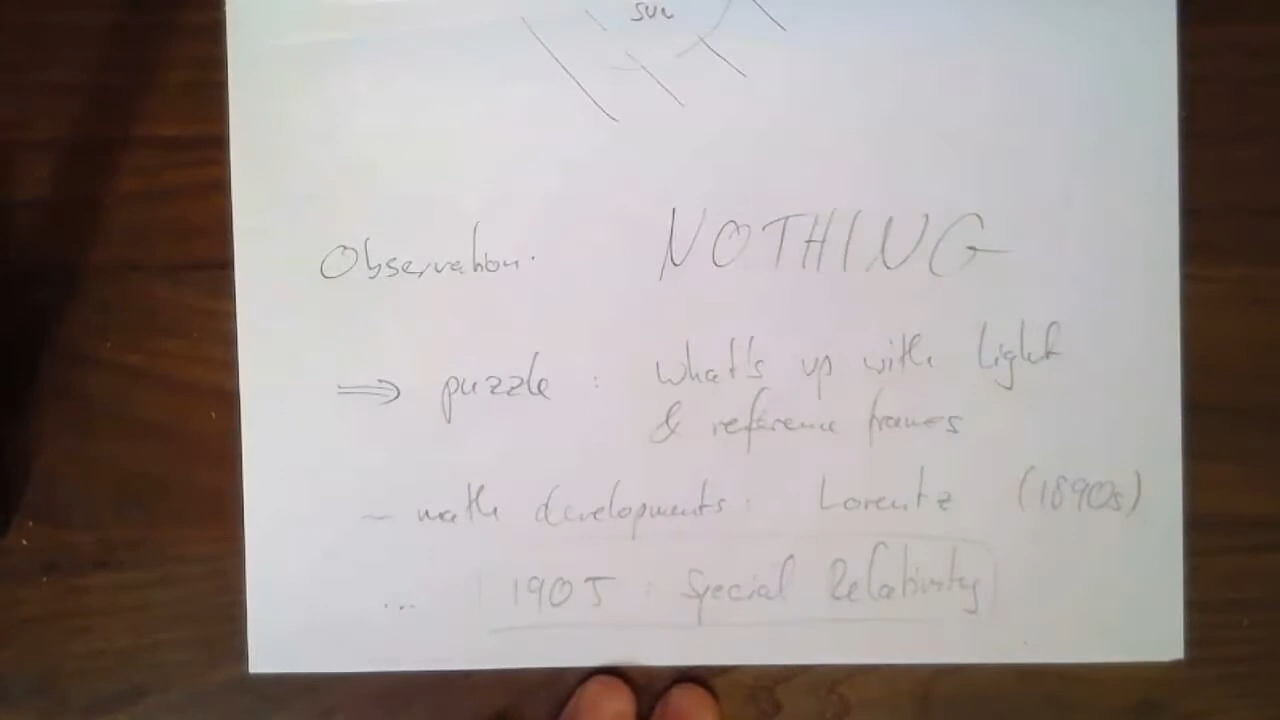 sun
Observation: NOTHING
⇒ puzzle : what's up with light
& reference frames
- math developments: Lorentz (1890s)
... 1905 : Special Relativity